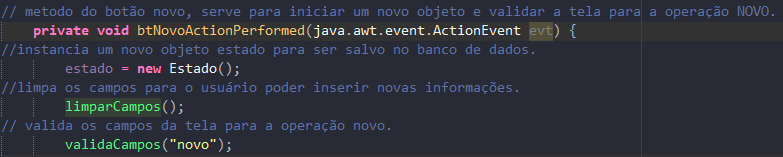 // metodo do botão novo, serve para iniciar um novo objeto e validar a tela para a operação NOVO.
private void btNovoActionPerformed(java.awt.event.ActionEvent evt) {
//instancia um novo objeto estado para ser salvo no banco de dados.
estado = new Estado();
//limpa os campos para o usuário poder inserir novas informações.
limparCampos();
// valida os campos da tela para a operação novo.
validaCampos("novo");